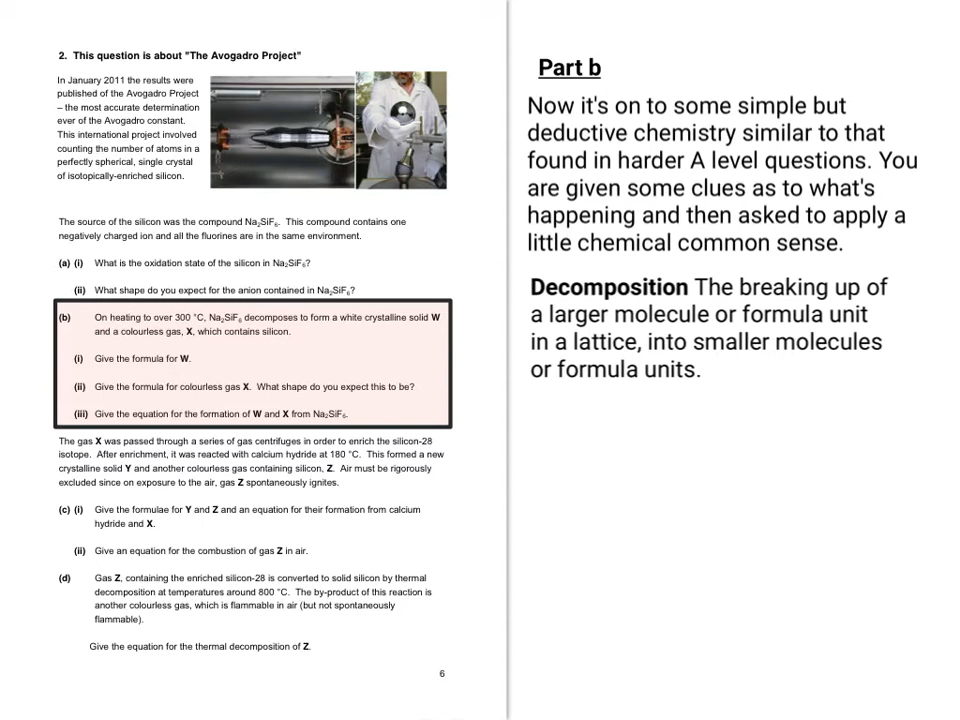 2. This question is about "The Avogadro Project"
In January 2011 the results were
published of the Avogadro Project
– the most accurate determination
ever of the Avogadro constant.
This international project involved
counting the number of atoms in a
perfectly spherical, single crystal
of isotopically-enriched silicon.
The source of the silicon was the compound Na₂SiF₆. This compound contains one
negatively charged ion and all the fluorines are in the same environment.
(a) (i) What is the oxidation state of the silicon in Na₂SiF₆?
(ii) What shape do you expect for the anion contained in Na₂SiF₆?
(b) On heating to over 300 °C, Na₂SiF₆ decomposes to form a white crystalline solid W
and a colourless gas, X, which contains silicon.
(i) Give the formula for W.
(ii) Give the formula for colourless gas X. What shape do you expect this to be?
(iii) Give the equation for the formation of W and X from Na₂SiF₆.
The gas X was passed through a series of gas centrifuges in order to enrich the silicon-28
isotope. After enrichment, it was reacted with calcium hydride at 180 °C. This formed a new
crystalline solid Y and another colourless gas containing silicon, Z. Air must be rigorously
excluded since on exposure to the air, gas Z spontaneously ignites.
(c) (i) Give the formulae for Y and Z and an equation for their formation from calcium
hydride and X.
(ii) Give an equation for the combustion of gas Z in air.
(d) Gas Z, containing the enriched silicon-28 is converted to solid silicon by thermal
decomposition at temperatures around 800 °C. The by-product of this reaction is
another colourless gas, which is flammable in air (but not spontaneously
flammable).
Give the equation for the thermal decomposition of Z.
6
Part b
Now it's on to some simple but
deductive chemistry similar to that
found in harder A level questions. You
are given some clues as to what's
happening and then asked to apply a
little chemical common sense.
Decomposition The breaking up of
a larger molecule or formula unit
in a lattice, into smaller molecules
or formula units.